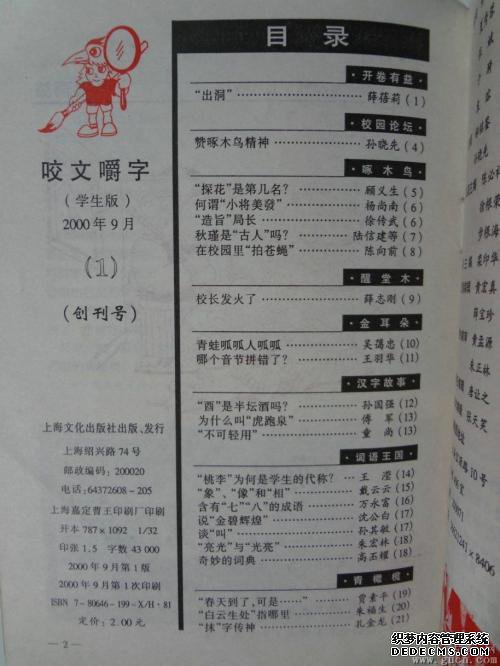 咬文嚼字
(学生版)
2000年9月
(1)
(创刊号)
上海文化出版社出版、发行
上海绍兴路74号
邮政编码:200020
电话:64372608-205
上海嘉定曹王印刷厂印刷
开本 787×1092 1/32
印张 1.5 字数 43 000
2000年9月第1版
2000年9月第1次印刷
ISBN 7-80646-199-X/H·81
定价:2.00元
—2—
目 录
·开卷有益·
“出洞” 薛蓓莉(1)
·校园论坛·
赞啄木鸟精神 孙晓先(4)
·啄木鸟·
“探花”是第几名? 顾义生(5)
何谓“小将美發” 杨尚南(6)
“造旨”局长 徐传武(6)
秋瑾是“古人”吗? 陆信建等(7)
在校园里“拍苍蝇” 陈向前(8)
·醒堂木·
校长发火了 薛志刚(9)
·金耳朵·
青蛙呱呱人呱呱 吴蔼忠(10)
哪个音节拼错了? 王羽华(11)
·汉字故事·
“酉”是半坛酒吗? 孙国强(12)
为什么叫“虎跑泉” 傅军(13)
“不可轻用” 童尚(13)
·词语王国·
“桃李”为何是学生的代称? 王滢(14)
“象”、“像”和“相” 戴云云(15)
含有“七”“八”的成语 万永富(16)
说“金碧辉煌” 沈公白(17)
谈“叫” 孙其敏(17)
“亮光”与“光亮” 朱宏林(18)
奇妙的词典 高丕耀(18)
·青橄榄·
“春天到了,可是……” 贾素平(19)
“白云生处”指哪里 朱福生(20)
“抹”字传神 孔金龙(21)
织梦内容管理系统
DEDECMS.COM